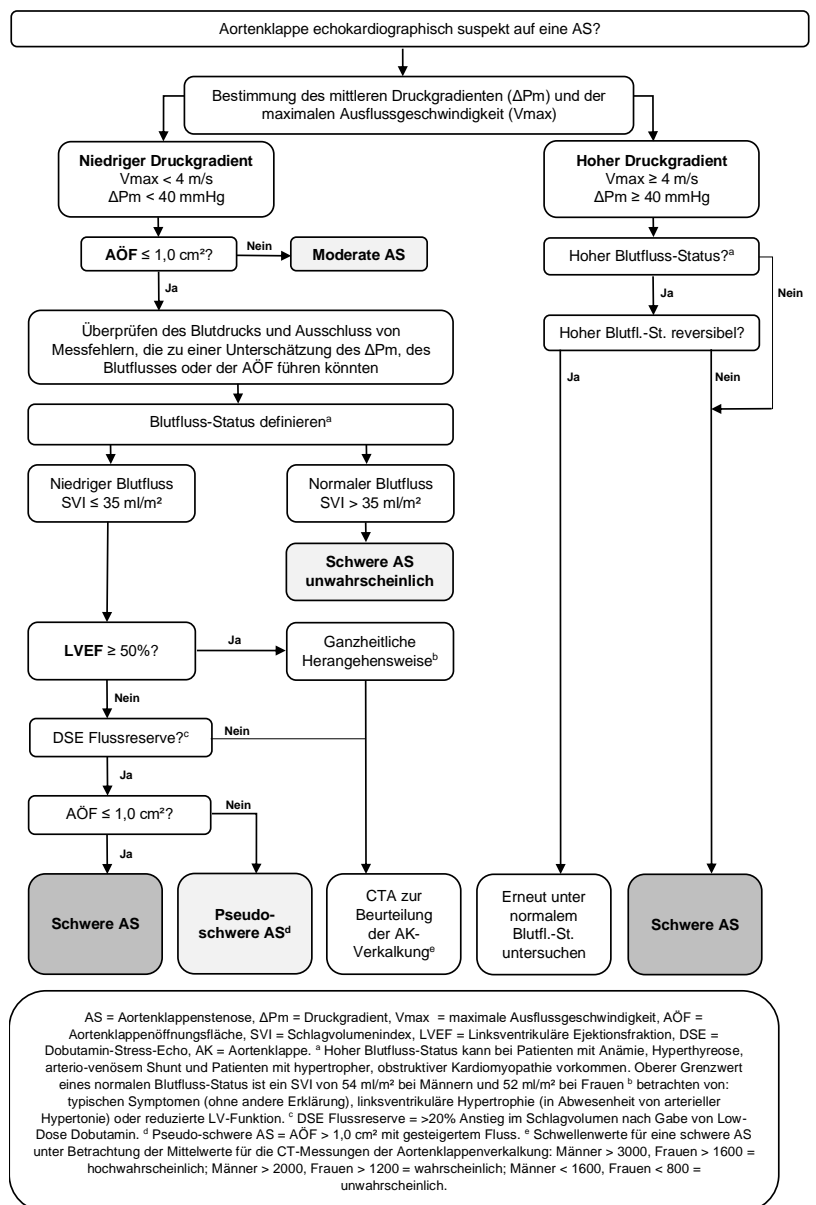 Aortenklappe echokardiographisch suspekt auf eine AS?
Bestimmung des mittleren Druckgradienten (ΔPm) und der
maximalen Ausflussgeschwindigkeit (Vmax)
Niedriger Druckgradient
Vmax < 4 m/s
ΔPm < 40 mmHg
Hoher Druckgradient
Vmax ≥ 4 m/s
ΔPm ≥ 40 mmHg
AÖF ≤ 1,0 cm²?
Nein
Moderate AS
Hoher Blutfluss-Status?ᵃ
Nein
Ja
Ja
Überprüfen des Blutdrucks und Ausschluss von
Messfehlern, die zu einer Unterschätzung des ΔPm, des
Blutflusses oder der AÖF führen könnten
Hoher Blutfl.-St. reversibel?
Ja
Nein
Blutfluss-Status definierenᵃ
Niedriger Blutfluss
SVI ≤ 35 ml/m²
Normaler Blutfluss
SVI > 35 ml/m²
Schwere AS
unwahrscheinlich
LVEF ≥ 50%?
Ja
Ganzheitliche
Herangehensweiseᵇ
Nein
DSE Flussreserve?ᶜ
Nein
Ja
AÖF ≤ 1,0 cm²?
Nein
Ja
Schwere AS
Pseudo-
schwere ASᵈ
CTA zur
Beurteilung
der AK-
Verkalkungᵉ
Erneut unter
normalem
Blutfl.-St.
untersuchen
Schwere AS
AS = Aortenklappenstenose, ΔPm = Druckgradient, Vmax = maximale Ausflussgeschwindigkeit, AÖF =
Aortenklappenöffnungsfläche, SVI = Schlagvolumenindex, LVEF = Linksventrikuläre Ejektionsfraktion, DSE =
Dobutamin-Stress-Echo, AK = Aortenklappe. ᵃ Hoher Blutfluss-Status kann bei Patienten mit Anämie, Hyperthyreose,
arterio-venösem Shunt und Patienten mit hypertropher, obstruktiver Kardiomyopathie vorkommen. Oberer Grenzwert
eines normalen Blutfluss-Status ist ein SVI von 54 ml/m² bei Männern und 52 ml/m² bei Frauen ᵇ betrachten von:
typischen Symptomen (ohne andere Erklärung), linksventrikuläre Hypertrophie (in Abwesenheit von arterieller
Hypertonie) oder reduzierte LV-Funktion. ᶜ DSE Flussreserve = >20% Anstieg im Schlagvolumen nach Gabe von Low-
Dose Dobutamin. ᵈ Pseudo-schwere AS = AÖF > 1,0 cm² mit gesteigertem Fluss. ᵉ Schwellenwerte für eine schwere AS
unter Betrachtung der Mittelwerte für die CT-Messungen der Aortenklappenverkalkung: Männer > 3000, Frauen > 1600 =
hochwahrscheinlich; Männer > 2000, Frauen > 1200 = wahrscheinlich; Männer < 1600, Frauen < 800 =
unwahrscheinlich.